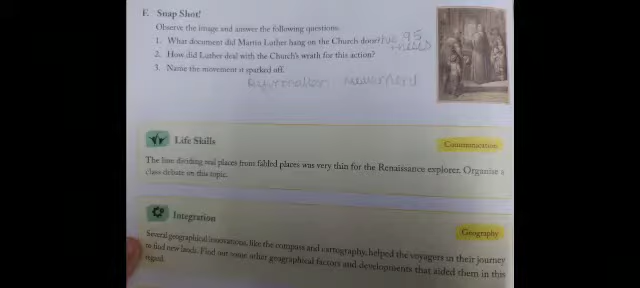 F. Snap Shot!
Observe the image and answer the following questions.
1. What document did Martin Luther hang on the Church door? The 95
2. How did Luther deal with the Church's wrath for this action?
3. Name the movement it sparked off.
Life Skills
Communication
The line dividing real places from fabled places was very thin for the Renaissance explorer. Organise a
class debate on this topic.
Integration
Geography
Several geographical innovations, like the compass and cartography, helped the voyagers in their journey
to find new lands. Find out some other geographical factors and developments that aided them in this
regard.